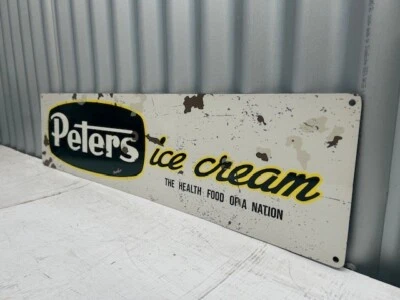 Peters
ice cream
THE HEALTH FOOD OF A NATION